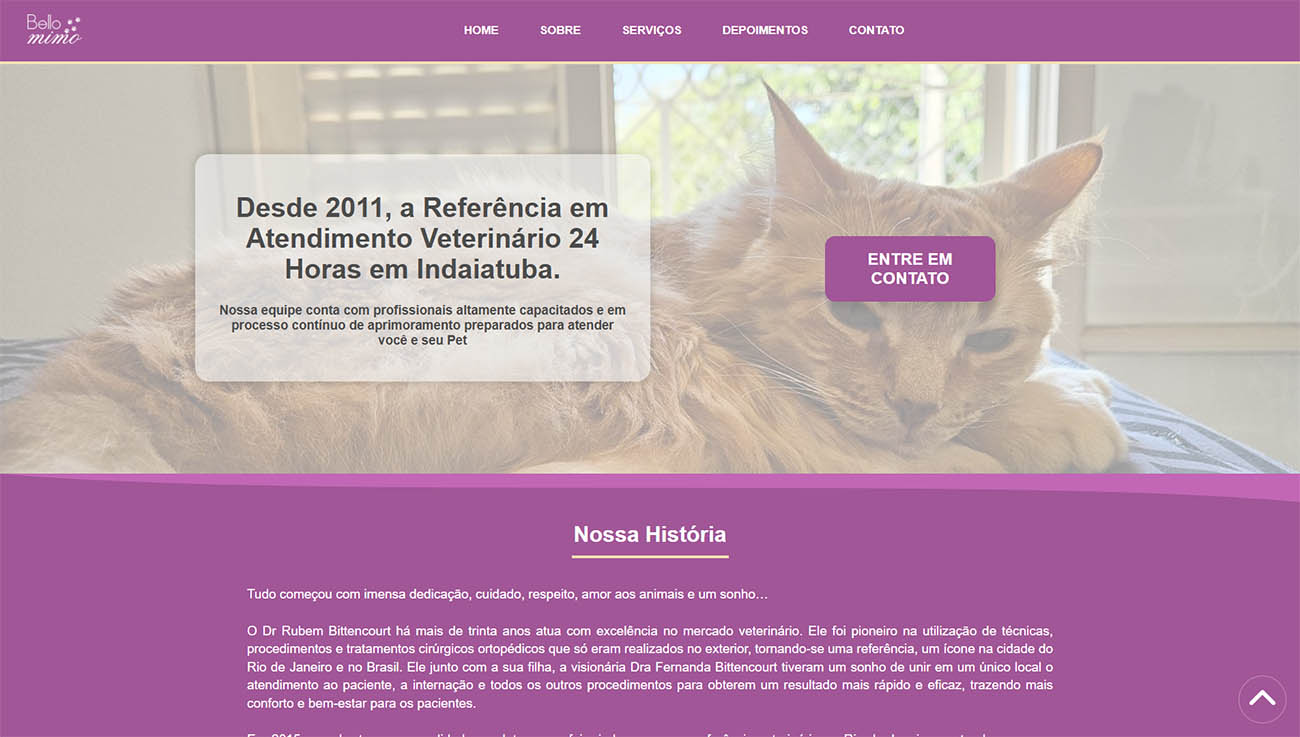 Bello
mimo
HOME SOBRE SERVIÇOS DEPOIMENTOS CONTATO
Desde 2011, a Referência em
Atendimento Veterinário 24
Horas em Indaiatuba.
Nossa equipe conta com profissionais altamente capacitados e em
processo contínuo de aprimoramento preparados para atender
você e seu Pet
ENTRE EM
CONTATO
Nossa História
Tudo começou com imensa dedicação, cuidado, respeito, amor aos animais e um sonho…
O Dr Rubem Bittencourt há mais de trinta anos atua com excelência no mercado veterinário. Ele foi pioneiro na utilização de técnicas,
procedimentos e tratamentos cirúrgicos ortopédicos que só eram realizados no exterior, tornando-se uma referência, um ícone na cidade do
Rio de Janeiro e no Brasil. Ele junto com a sua filha, a visionária Dra Fernanda Bittencourt tiveram um sonho de unir em um único local o
atendimento ao paciente, a internação e todos os outros procedimentos para obterem um resultado mais rápido e eficaz, trazendo mais
conforto e bem-estar para os pacientes.